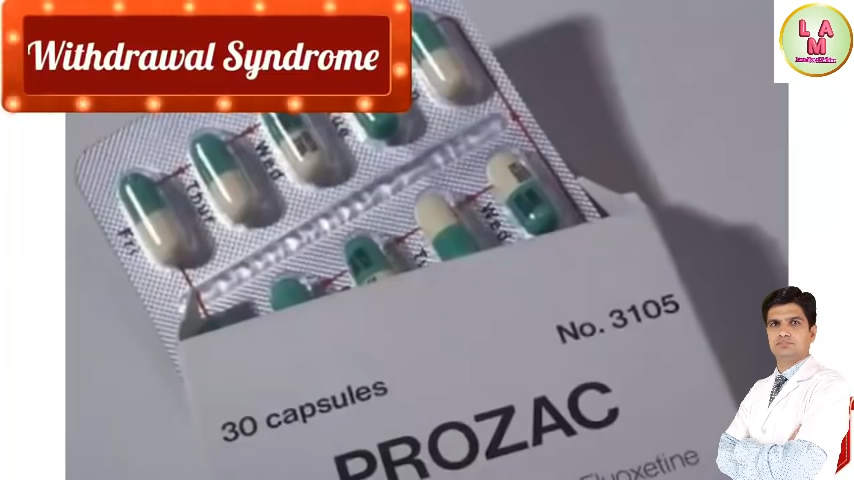 Withdrawal Syndrome
L A
M
Fri
Thur
Wed
Wed
No. 3105
30 capsules
PROZAC
Fluoxetine